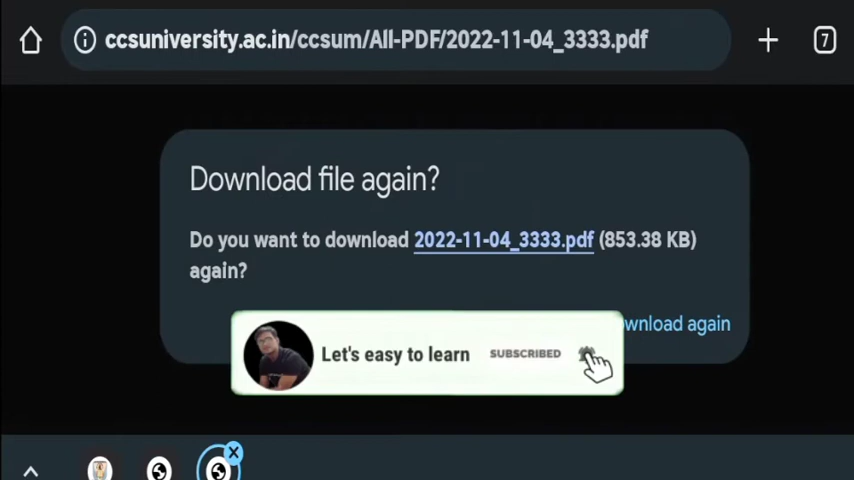 ccsuniversity.ac.in/ccsum/All-PDF/2022-11-04_3333.pdf
7
Download file again?
Do you want to download 2022-11-04_3333.pdf (853.38 KB)
again?
wnload again
Let's easy to learn SUBSCRIBED